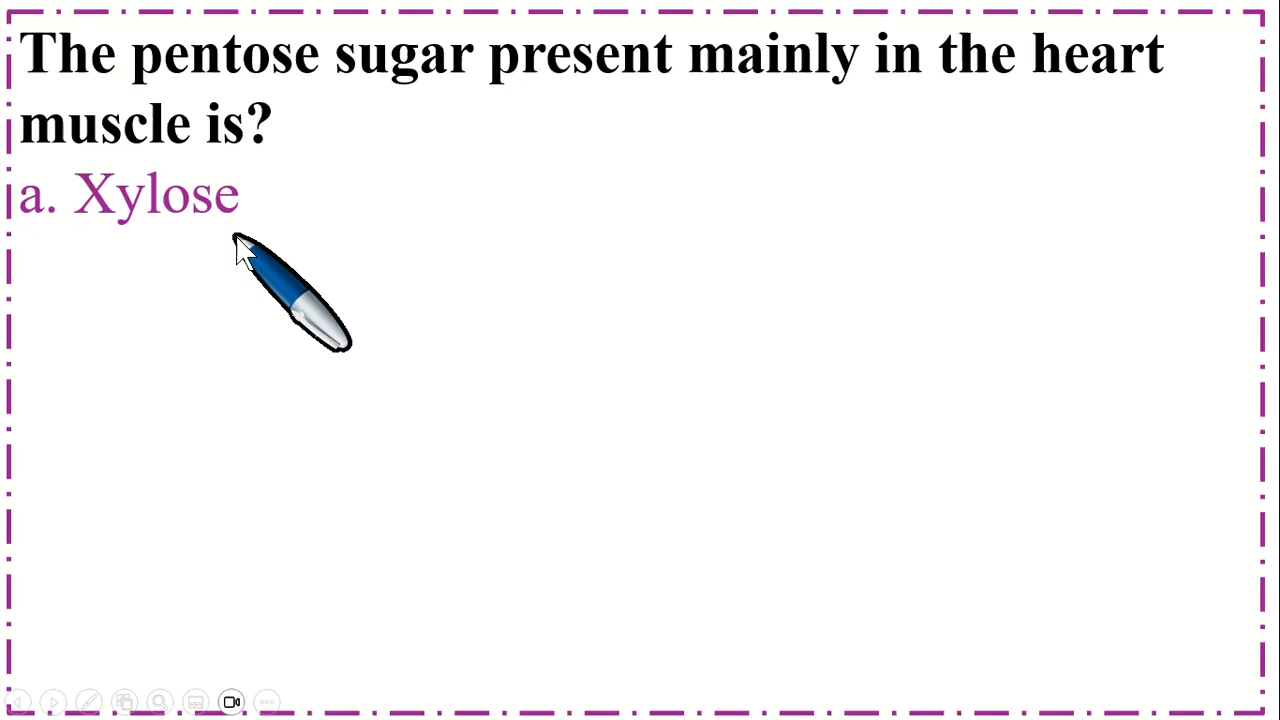 The pentose sugar present mainly in the heart
muscle is?
a. Xylose